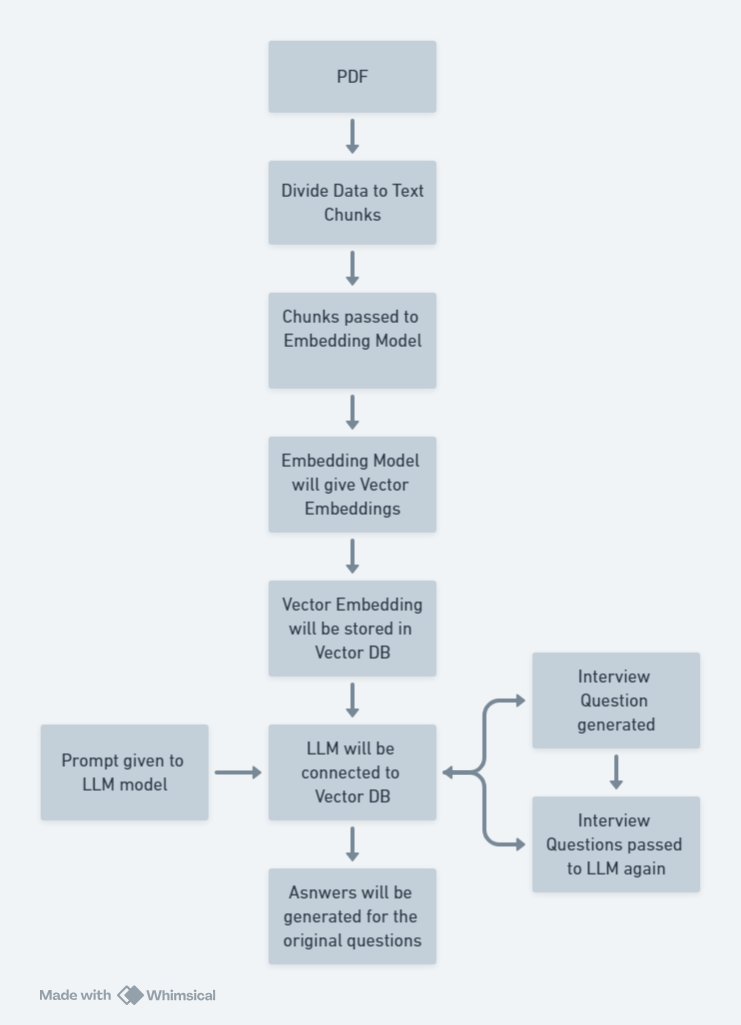 PDF
Divide Data to Text
Chunks
Chunks passed to
Embedding Model
Embedding Model
will give Vector
Embeddings
Vector Embedding
will be stored in
Vector DB
Interview
Question
generated
Prompt given to
LLM model
LLM will be
connected to
Vector DB
Interview
Questions passed
to LLM again
Asnwers will be
generated for the
original questions
Made with Whimsical